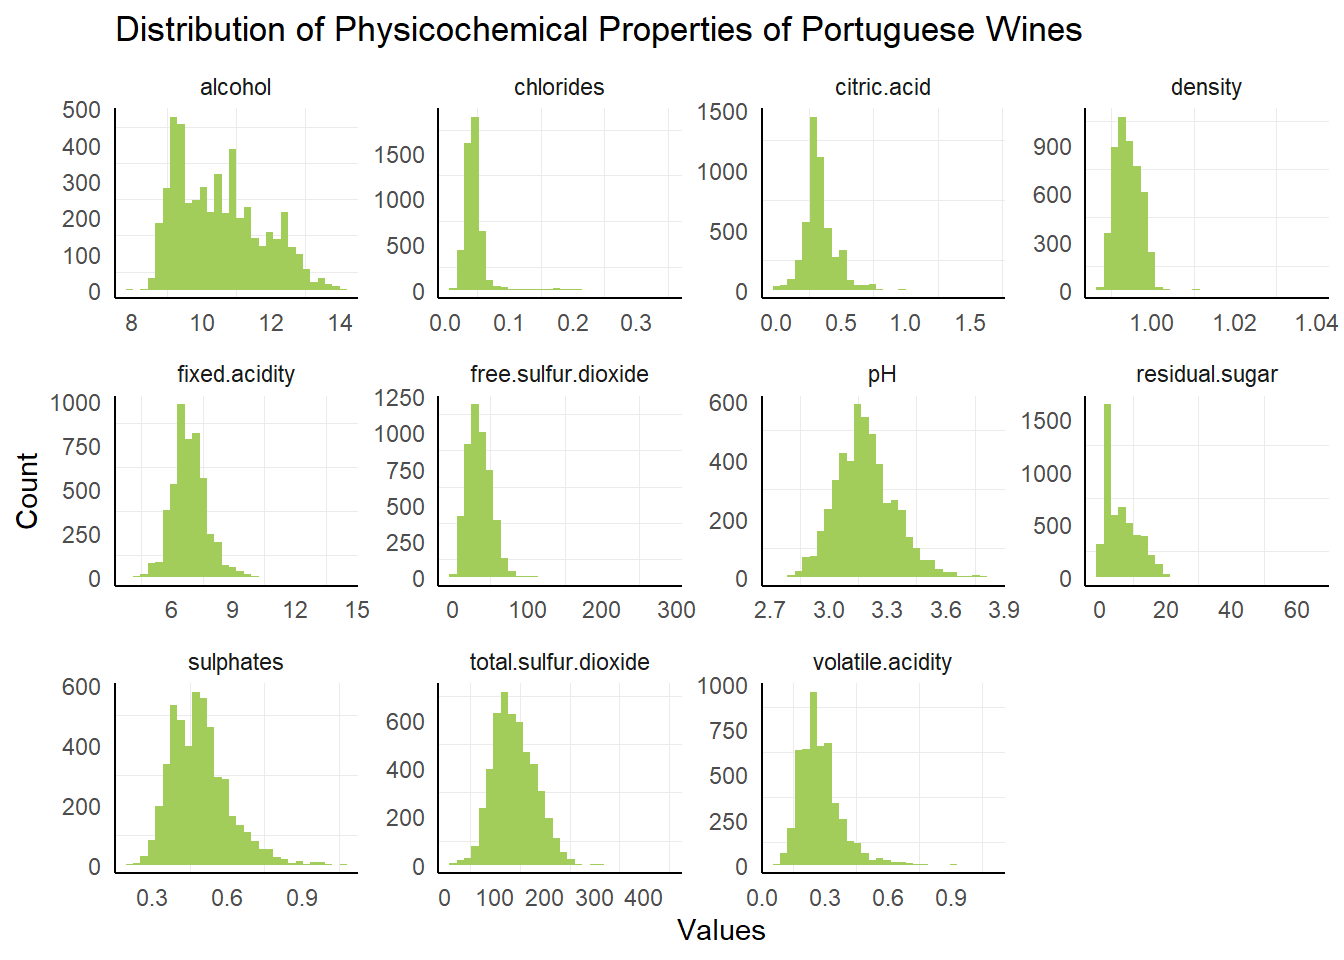 Distribution of Physicochemical Properties of Portuguese Wines
alcohol chlorides citric.acid density
500
400
300
200
100
0
8 10 12 14
1500
1000
500
0
0.0 0.1 0.2 0.3
1500
1000
500
0
0.0 0.5 1.0 1.5
900
600
300
0
1.00 1.02 1.04
fixed.acidity free.sulfur.dioxide pH residual.sugar
1000
750
500
250
0
6 9 12 15
1250
1000
750
500
250
0
0 100 200 300
600
400
200
0
2.7 3.0 3.3 3.6 3.9
1500
1000
500
0
0 20 40 60
sulphates total.sulfur.dioxide volatile.acidity
600
400
200
0
0.3 0.6 0.9
600
400
200
0
0 100 200 300 400
1000
750
500
250
0
0.0 0.3 0.6 0.9
Count
Values